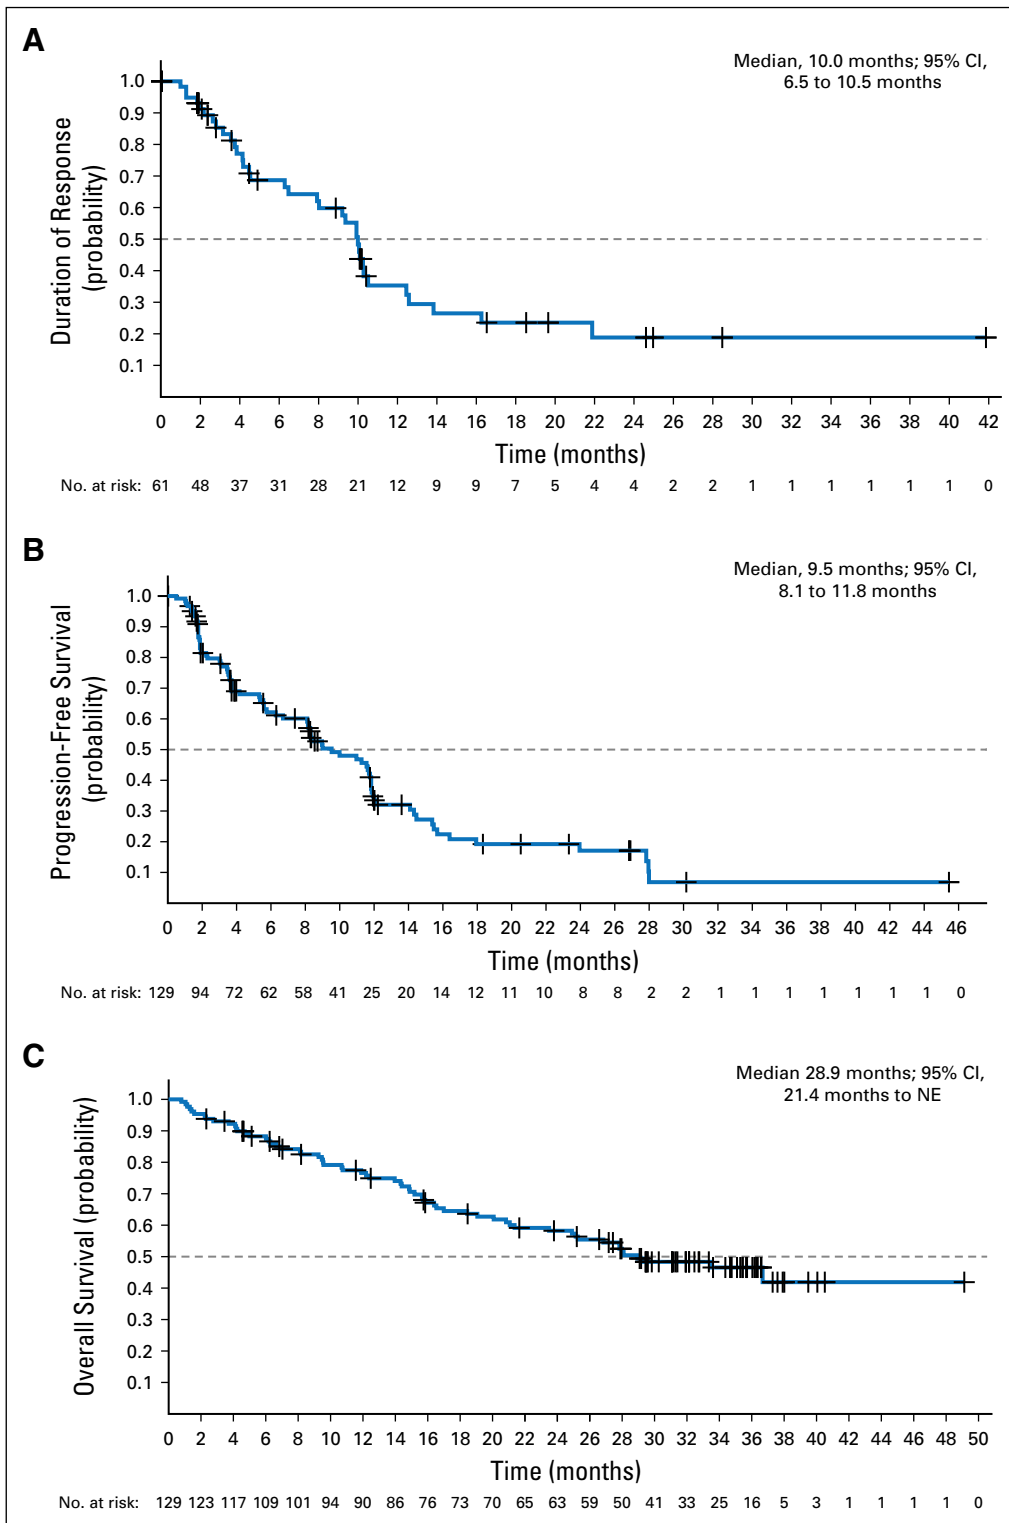 A
Median, 10.0 months; 95% CI,
6.5 to 10.5 months
Duration of Response
(probability)
1.0
0.9
0.8
0.7
0.6
0.5
0.4
0.3
0.2
0.1
0 2 4 6 8 10 12 14 16 18 20 22 24 26 28 30 32 34 36 38 40 42
Time (months)
No. at risk: 61 48 37 31 28 21 12 9 9 7 5 4 4 2 2 1 1 1 1 1 1 0
B
Median, 9.5 months; 95% CI,
8.1 to 11.8 months
Progression-Free Survival
(probability)
1.0
0.9
0.8
0.7
0.6
0.5
0.4
0.3
0.2
0.1
0 2 4 6 8 10 12 14 16 18 20 22 24 26 28 30 32 34 36 38 40 42 44 46
Time (months)
No. at risk: 129 94 72 62 58 41 25 20 14 12 11 10 8 8 2 2 1 1 1 1 1 1 1 0
C
Median 28.9 months; 95% CI,
21.4 months to NE
Overall Survival (probability)
1.0
0.9
0.8
0.7
0.6
0.5
0.4
0.3
0.2
0.1
0 2 4 6 8 10 12 14 16 18 20 22 24 26 28 30 32 34 36 38 40 42 44 46 48 50
Time (months)
No. at risk: 129 123 117 109 101 94 90 86 76 73 70 65 63 59 50 41 33 25 16 5 3 1 1 1 1 0